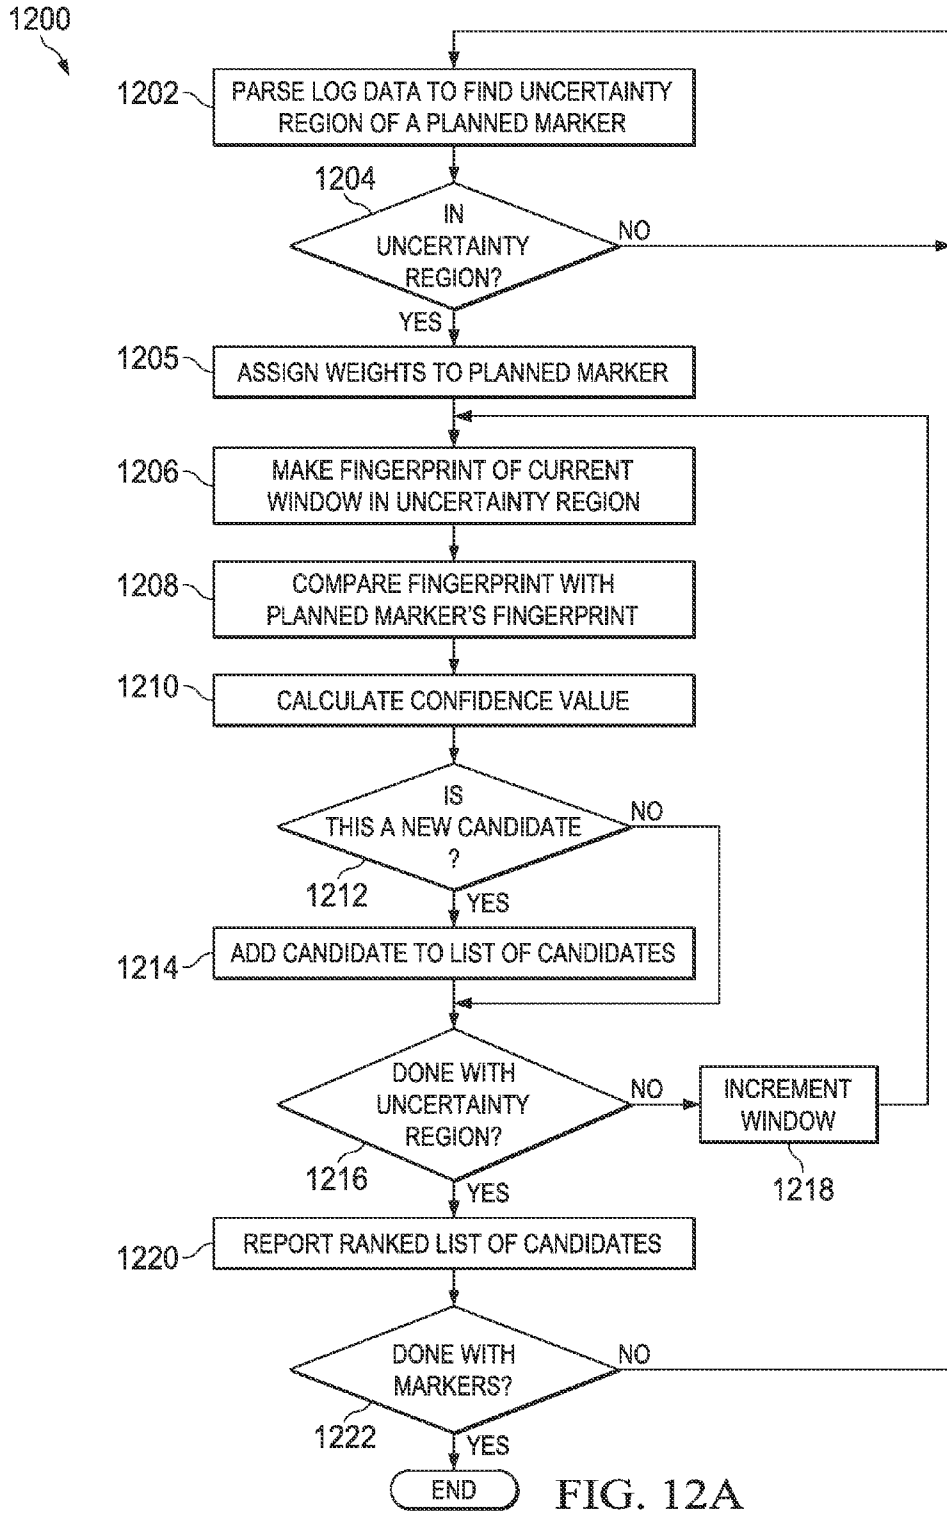 1200
1202
PARSE LOG DATA TO FIND UNCERTAINTY
REGION OF A PLANNED MARKER
1204
IN
UNCERTAINTY
REGION?
NO
YES
1205
ASSIGN WEIGHTS TO PLANNED MARKER
1206
MAKE FINGERPRINT OF CURRENT
WINDOW IN UNCERTAINTY REGION
1208
COMPARE FINGERPRINT WITH
PLANNED MARKER'S FINGERPRINT
1210
CALCULATE CONFIDENCE VALUE
IS
THIS A NEW CANDIDATE
?
NO
1212
YES
1214
ADD CANDIDATE TO LIST OF CANDIDATES
DONE WITH
UNCERTAINTY
REGION?
NO
INCREMENT
WINDOW
1216
1218
YES
1220
REPORT RANKED LIST OF CANDIDATES
DONE WITH
MARKERS?
NO
1222
YES
END
FIG. 12A